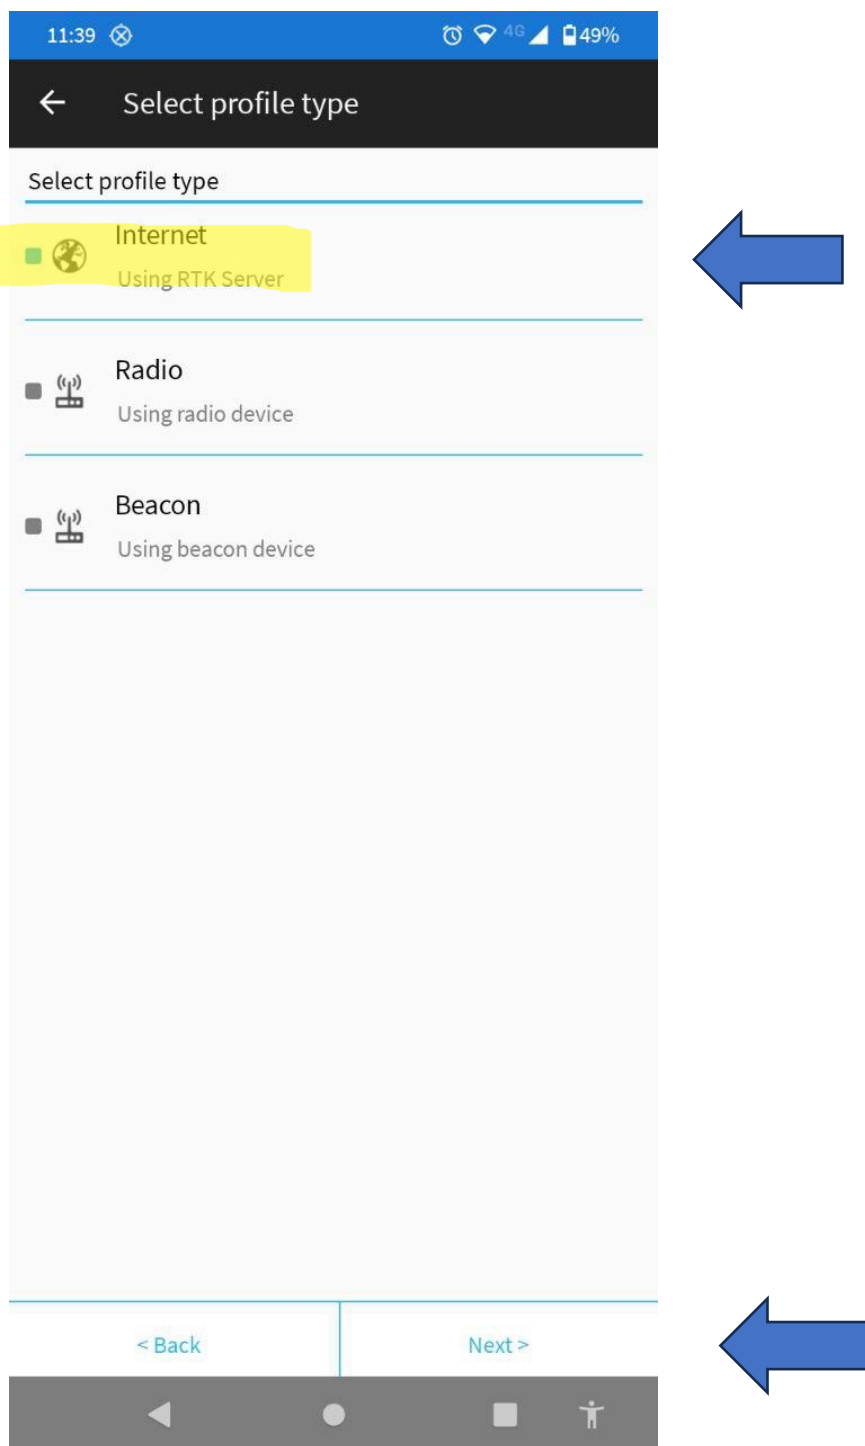 11:39
4G
49%
Select profile type
Select profile type
Internet
Using RTK Server
Radio
Using radio device
Beacon
Using beacon device
< Back
Next >